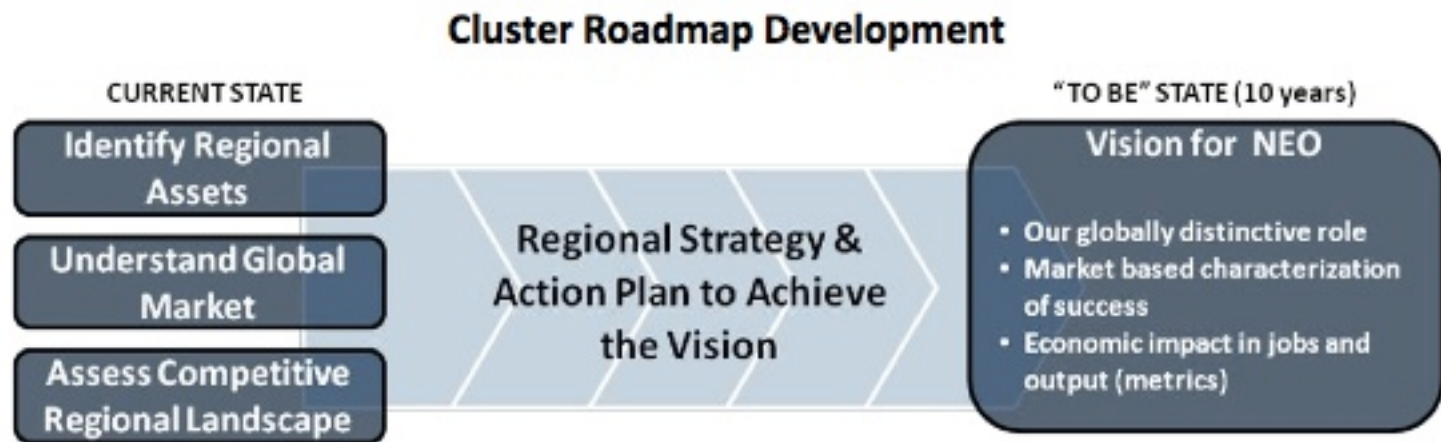 Cluster Roadmap Development
CURRENT STATE
Identify Regional
Assets
Understand Global
Market
Assess Competitive
Regional Landscape
Regional Strategy &
Action Plan to Achieve
the Vision
"TO BE" STATE (10 years)
Vision for NEO
• Our globally distinctive role
• Market based characterization
of success
• Economic impact in jobs and
output (metrics)